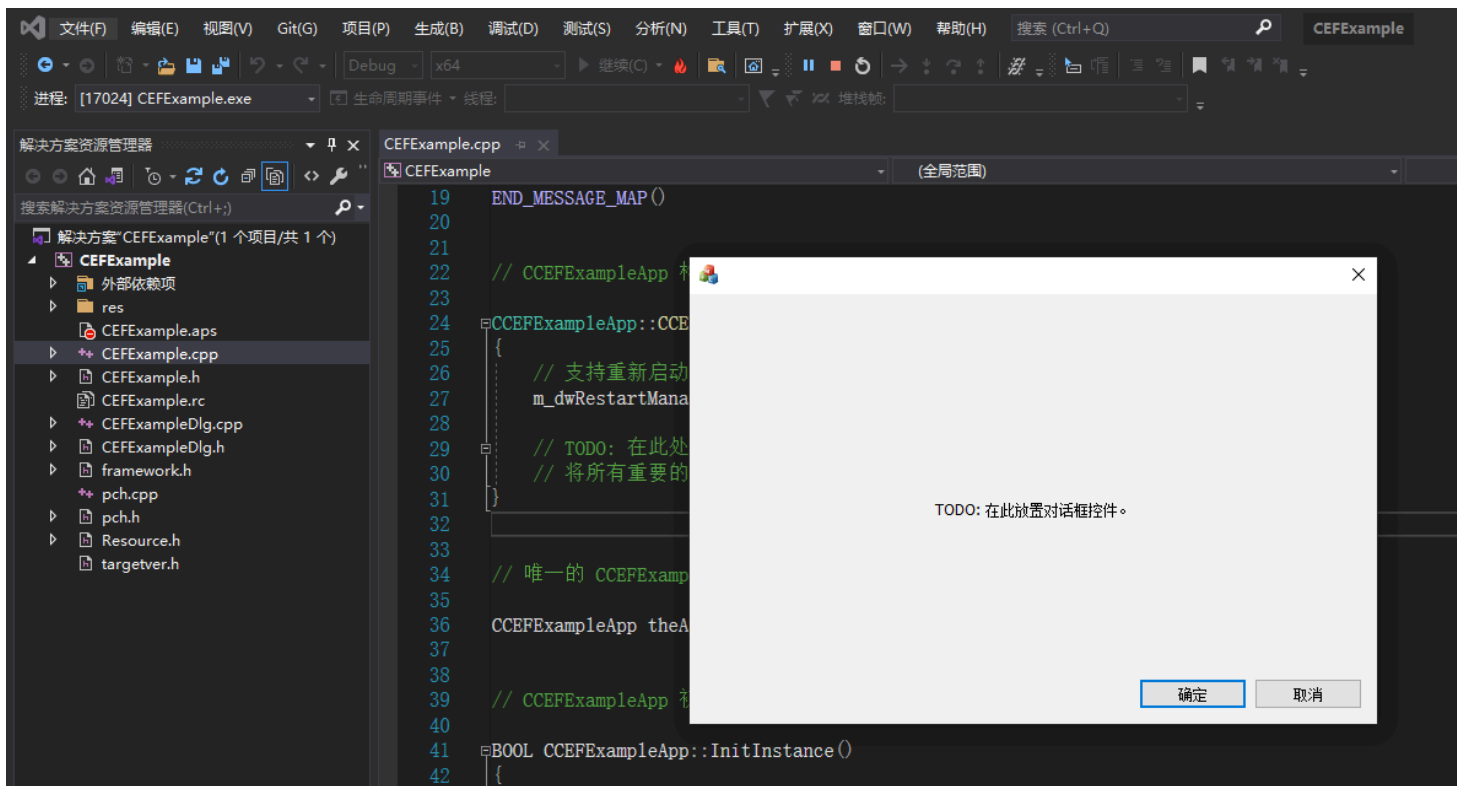 文件(F) 编辑(E) 视图(V) Git(G) 项目(P) 生成(B) 调试(D) 测试(S) 分析(N) 工具(T) 扩展(X) 窗口(W) 帮助(H) 搜索 (Ctrl+Q) CEFExample
Debug x64 继续(C)
进程: [17024] CEFExample.exe 生命周期事件 线程: 堆栈帧:
解决方案资源管理器
搜索解决方案资源管理器(Ctrl+;)
解决方案"CEFExample"(1 个项目/共 1 个)
CEFExample
外部依赖项
res
CEFExample.aps
CEFExample.cpp
CEFExample.h
CEFExample.rc
CEFExampleDlg.cpp
CEFExampleDlg.h
framework.h
pch.cpp
pch.h
Resource.h
targetver.h
CEFExample.cpp
CEFExample (全局范围)
19 END_MESSAGE_MAP()
20
21
22 // CCEFExampleApp
23
24 CCEFExampleApp::CCE
25 {
26 // 支持重新启动
27 m_dwRestartMana
28
29 // TODO: 在此处
30 // 将所有重要的
31 }
32
33
34 // 唯一的 CCEFExamp
35
36 CCEFExampleApp theA
37
38
39 // CCEFExampleApp
40
41 BOOL CCEFExampleApp::InitInstance()
42 {
TODO: 在此放置对话框控件。
确定 取消